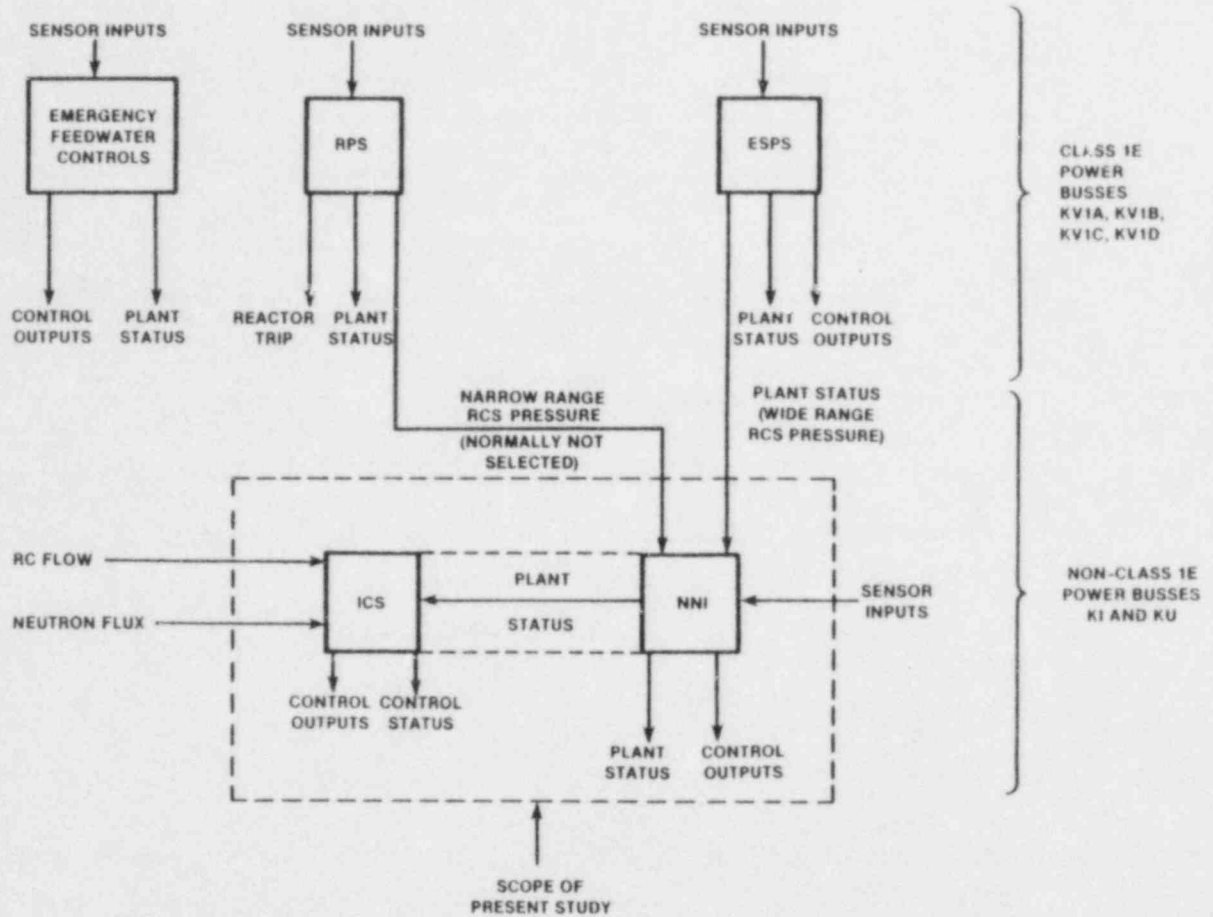 SENSOR INPUTS
SENSOR INPUTS
SENSOR INPUTS
EMERGENCY
FEEDWATER
CONTROLS
RPS
ESPS
CLASS 1E
POWER
BUSSES
KV1A, KV1B,
KV1C, KV1D
CONTROL
OUTPUTS
PLANT
STATUS
REACTOR
TRIP
PLANT
STATUS
PLANT
STATUS
CONTROL
OUTPUTS
NARROW RANGE
RCS PRESSURE
(NORMALLY NOT
SELECTED)
PLANT STATUS
(WIDE RANGE
RCS PRESSURE)
RC FLOW
NEUTRON FLUX
ICS
PLANT
STATUS
NNI
SENSOR
INPUTS
NON-CLASS 1E
POWER BUSSES
KI AND KU
CONTROL
OUTPUTS
CONTROL
STATUS
PLANT
STATUS
CONTROL
OUTPUTS
SCOPE OF
PRESENT STUDY